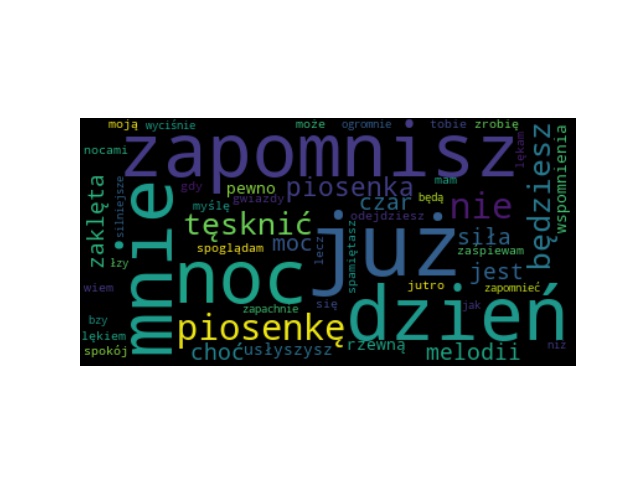 moją wyciśnie może ogromnie tobie zrobię
zapomnisz
nocami
lękam
będziesz
wspomnienia
zaklęta
silniejsze
mnie
gdy
pewno
gwiazdy
piosenka
mam
czar
będą
nie
myślę
tęsknić
odejdziesz
już
siła
spoglądam
moc
lecz
spamiętasz
zaśpiewam
łzy
noc
jest
wiem
jutro
zapomnieć
dzień
zapachnie
się
jak
bzy
piosenkę
lękiem
spokój
choć
usłyszysz
rzewną
melodii
niż